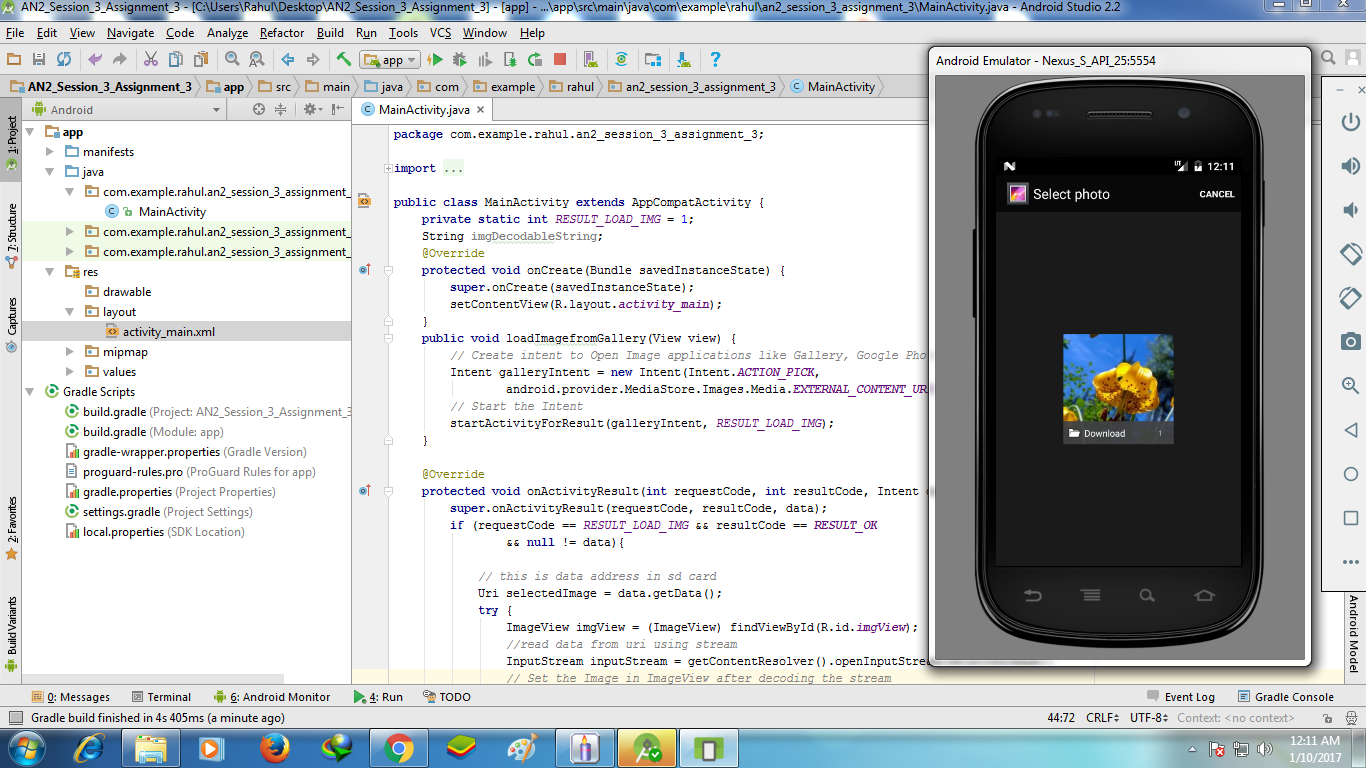 AN2_Session_3_Assignment_3 - [C:\Users\Rahul\Desktop\AN2_Session_3_Assignment_3] - [app] - ...\app\src\main\java\com\example\rahul\an2_session_3_assignment_3\MainActivity.java - Android Studio 2.2
File Edit View Navigate Code Analyze Refactor Build Run Tools VCS Window Help
app
AN2_Session_3_Assignment_3 app src main java com example rahul an2_session_3_assignment_3 MainActivity
Android
MainActivity.java
1: Project
7: Structure
Captures
2: Favorites
Build Variants
app
manifests
java
com.example.rahul.an2_session_3_assignment_
MainActivity
com.example.rahul.an2_session_3_assignment_
com.example.rahul.an2_session_3_assignment_
res
drawable
layout
activity_main.xml
mipmap
values
Gradle Scripts
build.gradle (Project: AN2_Session_3_Assignment_3
build.gradle (Module: app)
gradle-wrapper.properties (Gradle Version)
proguard-rules.pro (ProGuard Rules for app)
gradle.properties (Project Properties)
settings.gradle (Project Settings)
local.properties (SDK Location)
package com.example.rahul.an2_session_3_assignment_3;
import ...
public class MainActivity extends AppCompatActivity {
private static int RESULT_LOAD_IMG = 1;
String imgDecodableString;
@Override
protected void onCreate(Bundle savedInstanceState) {
super.onCreate(savedInstanceState);
setContentView(R.layout.activity_main);
}
public void loadImagefromGallery(View view) {
// Create intent to Open Image applications like Gallery, Google Pho
Intent galleryIntent = new Intent(Intent.ACTION_PICK,
android.provider.MediaStore.Images.Media.EXTERNAL_CONTENT_UR
// Start the Intent
startActivityForResult(galleryIntent, RESULT_LOAD_IMG);
}
@Override
protected void onActivityResult(int requestCode, int resultCode, Intent
super.onActivityResult(requestCode, resultCode, data);
if (requestCode == RESULT_LOAD_IMG && resultCode == RESULT_OK
&& null != data){
// this is data address in sd card
Uri selectedImage = data.getData();
try {
ImageView imgView = (ImageView) findViewById(R.id.imgView);
//read data from uri using stream
InputStream inputStream = getContentResolver().openInputStream
// Set the Image in ImageView after decoding the stream
Android Emulator - Nexus_S_API_25:5554
12:11
Select photo
CANCEL
Download 1
Android Model
0: Messages Terminal 6: Android Monitor 4: Run TODO Event Log Gradle Console
Gradle build finished in 4s 405ms (a minute ago) 44:72 CRLF UTF-8 Context: <no context>
12:11 AM
1/10/2017